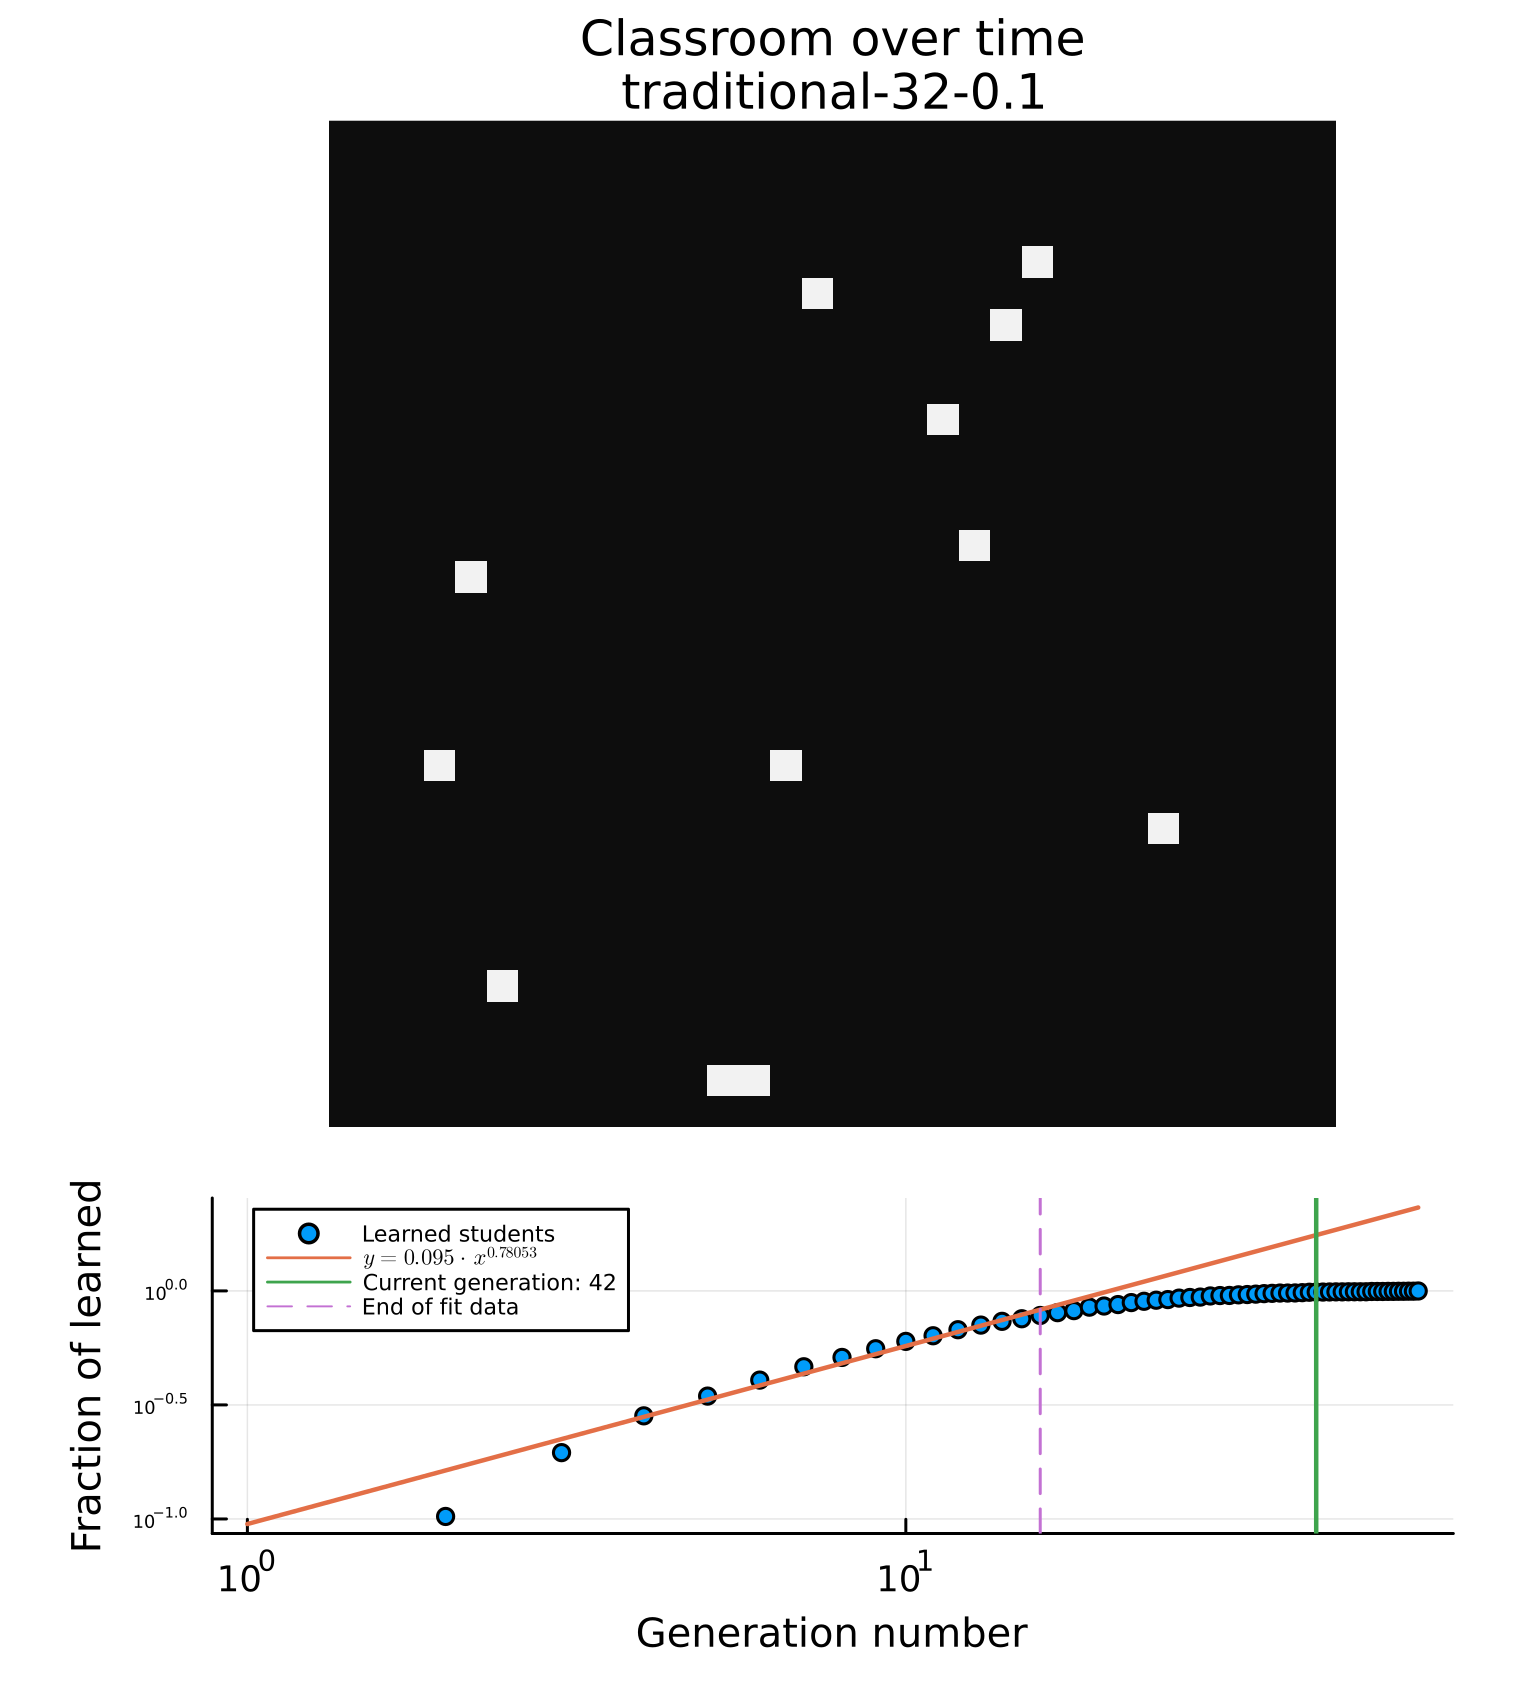 Classroom over time
traditional-32-0.1
Fraction of learned
Learned students
y = 0.095 · x^0.78053
Current generation: 42
End of fit data
10^0.0
10^−0.5
10^−1.0
10^0
10^1
Generation number